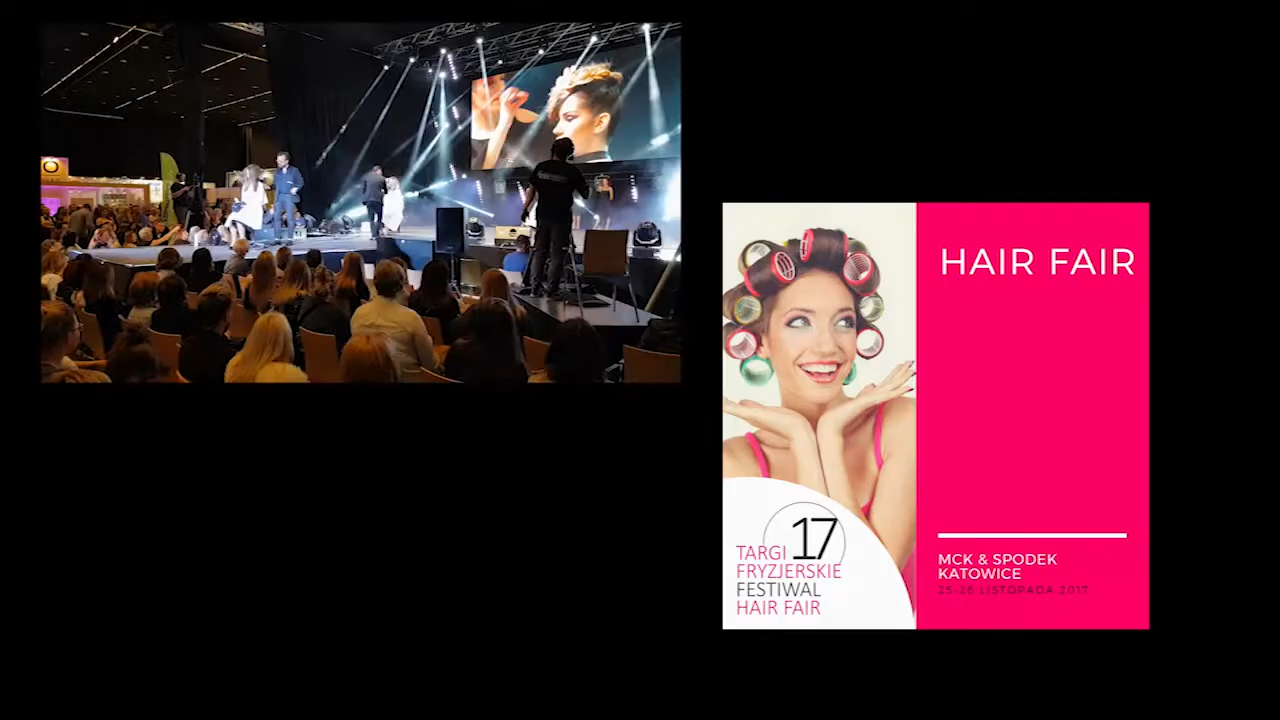 HAIR FAIR
17
TARGI
FRYZJERSKIE
FESTIWAL
HAIR FAIR
MCK & SPODEK
KATOWICE
25-26 LISTOPADA 2017